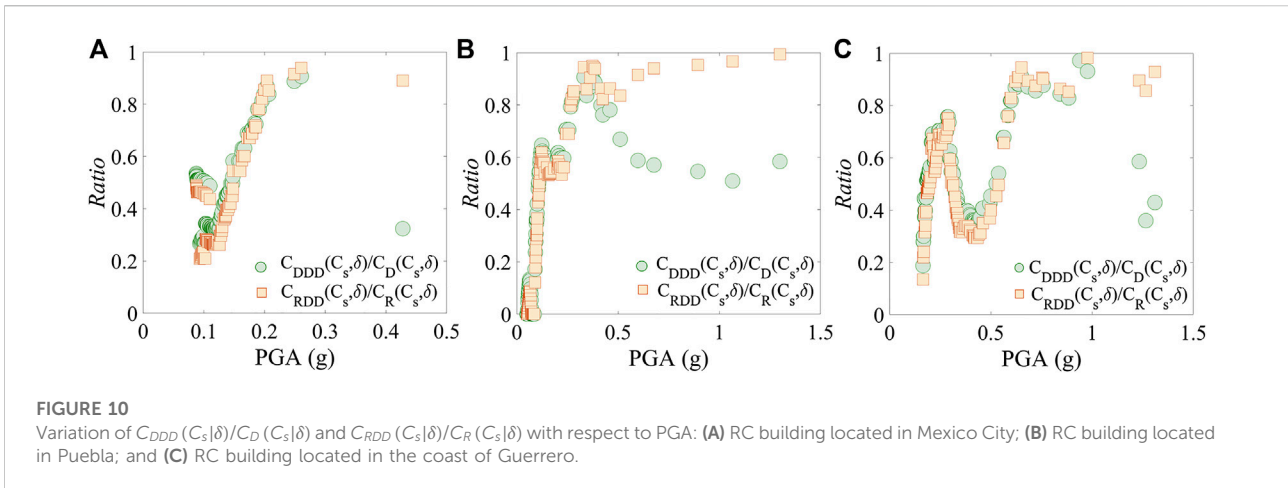 A
B
C
1
0.8
0.6
0.4
0.2
0
Ratio
0 0.1 0.2 0.3 0.4 0.5
PGA (g)
C_DDD(C_s,δ)/C_D(C_s,δ)
C_RDD(C_s,δ)/C_R(C_s,δ)
1
0.8
0.6
0.4
0.2
0
Ratio
0 0.5 1 1.5
PGA (g)
C_DDD(C_s,δ)/C_D(C_s,δ)
C_RDD(C_s,δ)/C_R(C_s,δ)
1
0.8
0.6
0.4
0.2
0
Ratio
0 0.5 1 1.5
PGA (g)
C_DDD(C_s,δ)/C_D(C_s,δ)
C_RDD(C_s,δ)/C_R(C_s,δ)
FIGURE 10
Variation of C_DDD (C_s|δ)/C_D (C_s|δ) and C_RDD (C_s|δ)/C_R (C_s|δ) with respect to PGA: (A) RC building located in Mexico City; (B) RC building located
in Puebla; and (C) RC building located in the coast of Guerrero.